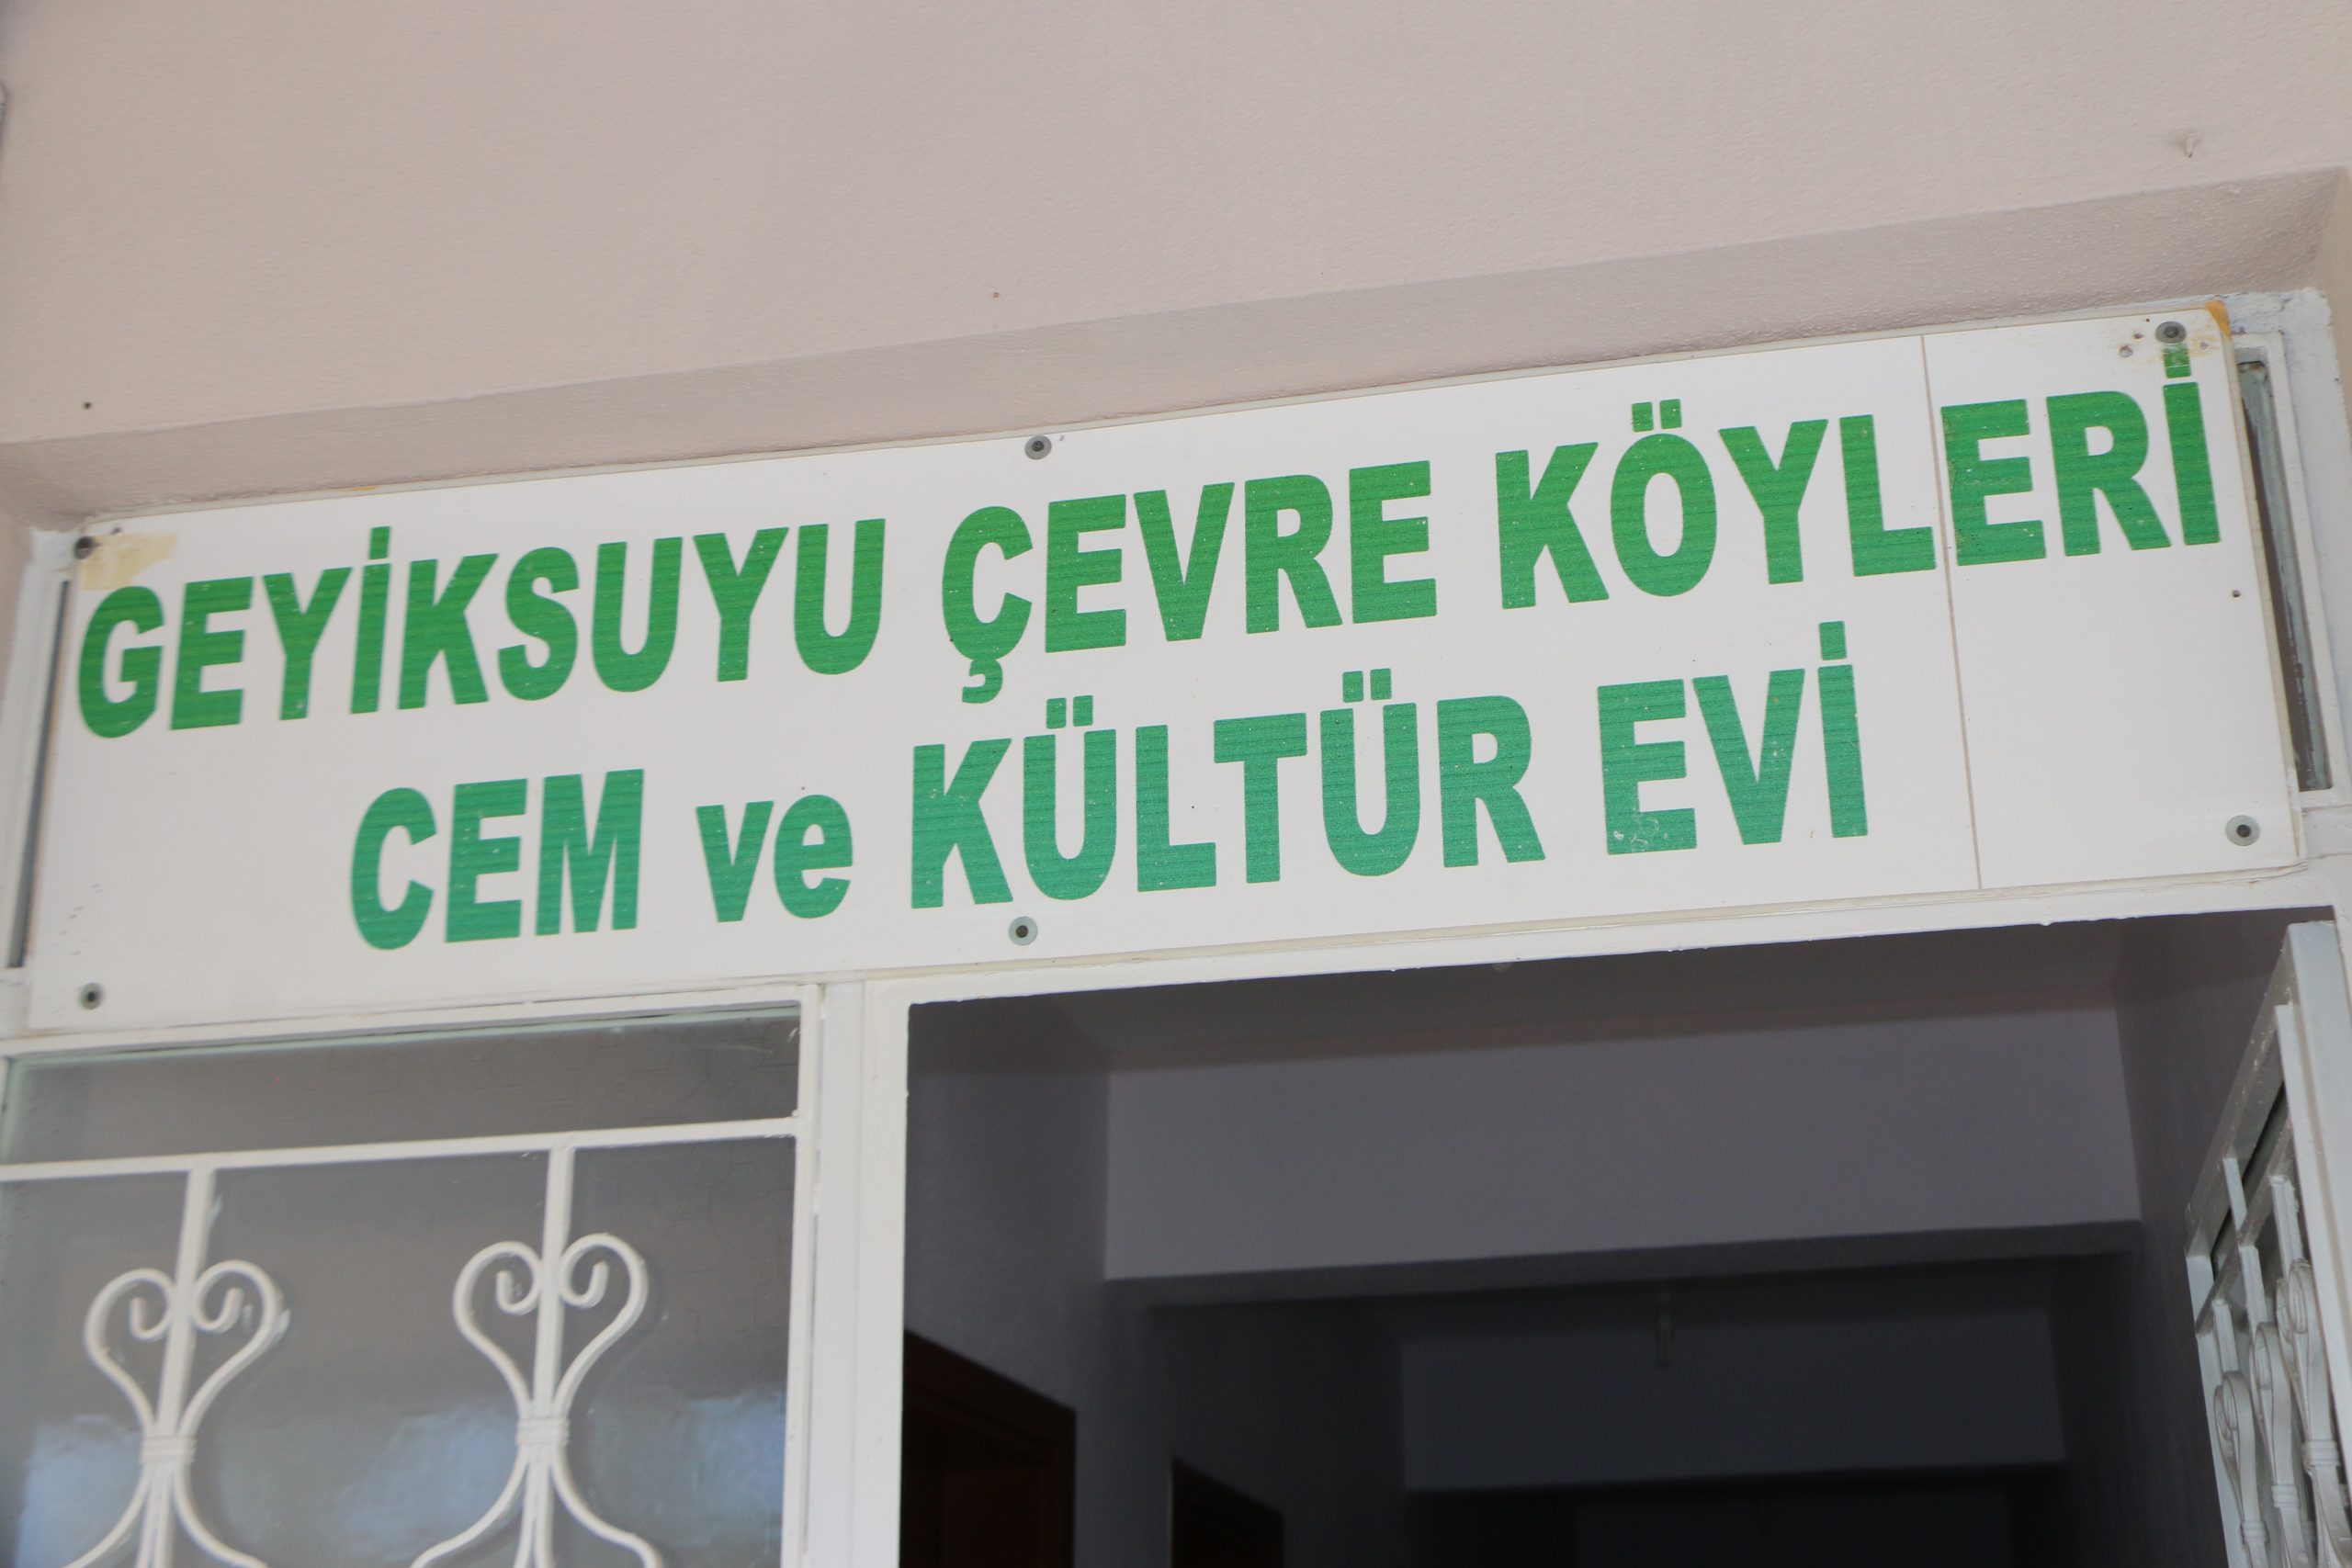 GEYİKSUYU ÇEVRE KÖYLERİ
CEM ve KÜLTÜR EVİ